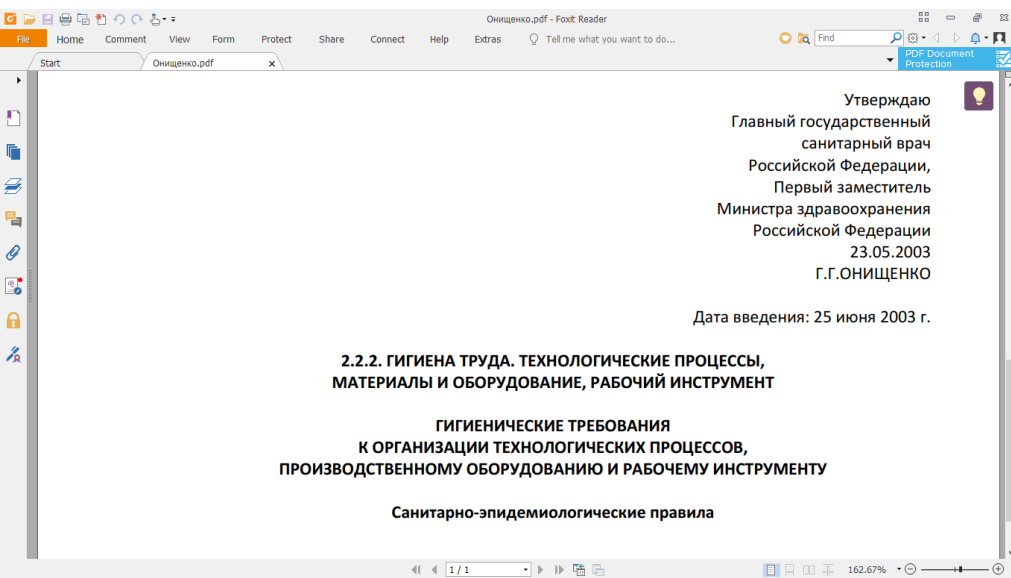 Онищенко.pdf - Foxit Reader
File Home Comment View Form Protect Share Connect Help Extras Tell me what you want to do... Find
Start Онищенко.pdf x PDF Document Protection
Утверждаю
Главный государственный
санитарный врач
Российской Федерации,
Первый заместитель
Министра здравоохранения
Российской Федерации
23.05.2003
Г.Г.ОНИЩЕНКО
Дата введения: 25 июня 2003 г.
2.2.2. ГИГИЕНА ТРУДА. ТЕХНОЛОГИЧЕСКИЕ ПРОЦЕССЫ,
МАТЕРИАЛЫ И ОБОРУДОВАНИЕ, РАБОЧИЙ ИНСТРУМЕНТ
ГИГИЕНИЧЕСКИЕ ТРЕБОВАНИЯ
К ОРГАНИЗАЦИИ ТЕХНОЛОГИЧЕСКИХ ПРОЦЕССОВ,
ПРОИЗВОДСТВЕННОМУ ОБОРУДОВАНИЮ И РАБОЧЕМУ ИНСТРУМЕНТУ
Санитарно-эпидемиологические правила
1 / 1 162.67%